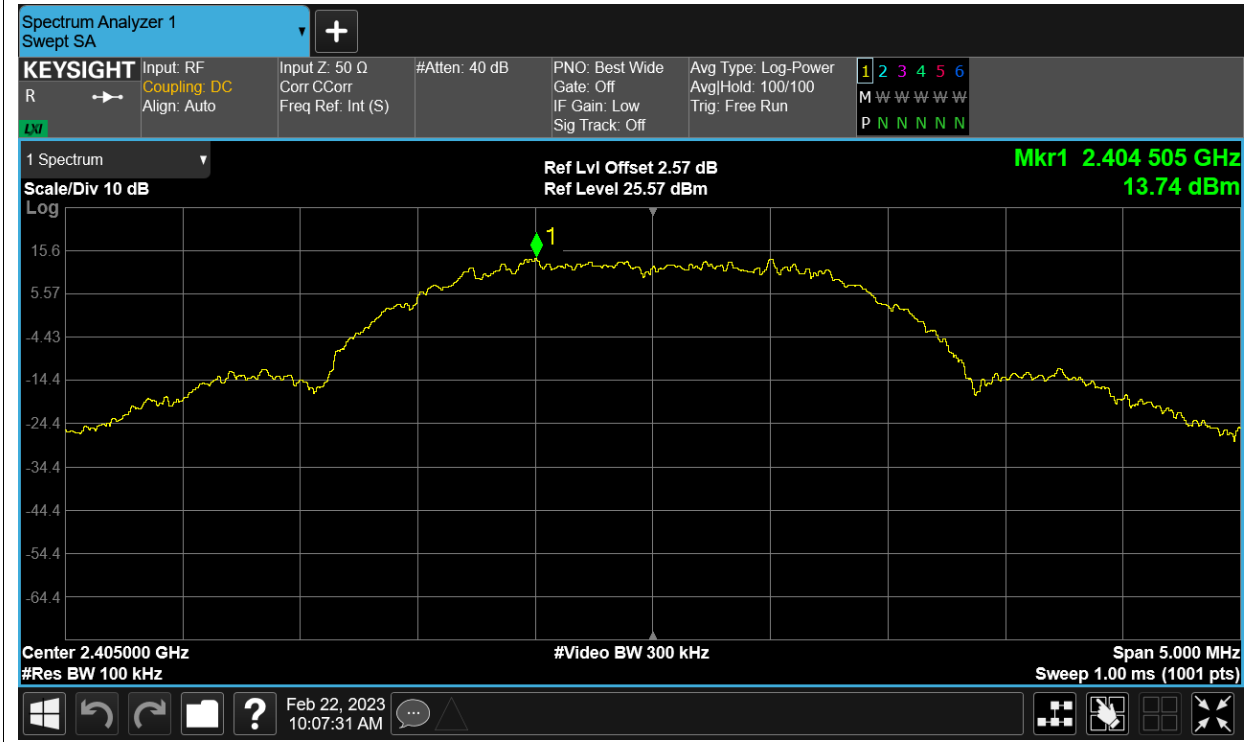 Spectrum Analyzer 1
Swept SA
KEYSIGHT
R
LXI
Input: RF
Coupling: DC
Align: Auto
Input Z: 50 Ω
Corr CCorr
Freq Ref: Int (S)
#Atten: 40 dB
PNO: Best Wide
Gate: Off
IF Gain: Low
Sig Track: Off
Avg Type: Log-Power
Avg|Hold: 100/100
Trig: Free Run
1 2 3 4 5 6
M W W W W W
P N N N N N
1 Spectrum
Scale/Div 10 dB
Log
Ref Lvl Offset 2.57 dB
Ref Level 25.57 dBm
Mkr1 2.404 505 GHz
13.74 dBm
1
15.6
5.57
-4.43
-14.4
-24.4
-34.4
-44.4
-54.4
-64.4
Center 2.405000 GHz
#Video BW 300 kHz
Span 5.000 MHz
#Res BW 100 kHz
Sweep 1.00 ms (1001 pts)
?
Feb 22, 2023
10:07:31 AM